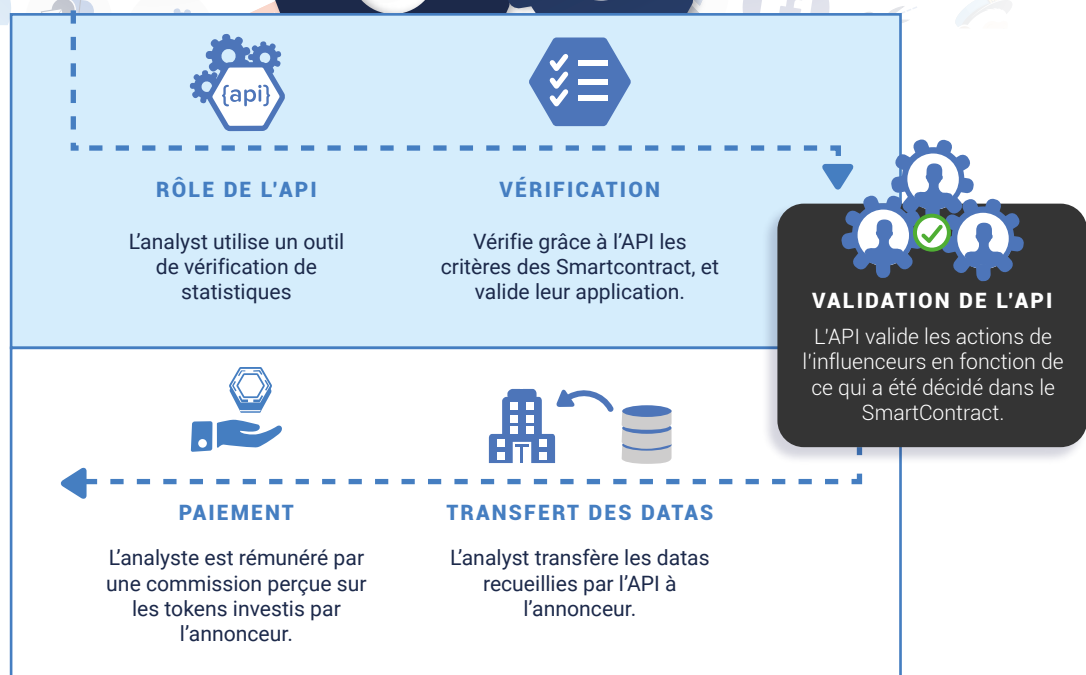 {api}
RÔLE DE L'API
L'analyst utilise un outil
de vérification de
statistiques
VÉRIFICATION
Vérifie grâce à l'API les
critères des Smartcontract, et
valide leur application.
VALIDATION DE L'API
L'API valide les actions de
l'influenceurs en fonction de
ce qui a été décidé dans le
SmartContract.
PAIEMENT
L'analyste est rémunéré par
une commission perçue sur
les tokens investis par
l'annonceur.
TRANSFERT DES DATAS
L'analyst transfère les datas
recueillies par l'API à
l'annonceur.